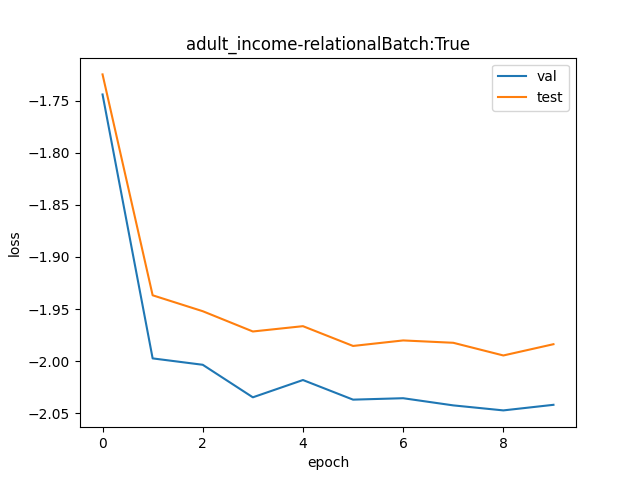 adult_income-relationalBatch:True
val
test
loss
−1.75
−1.80
−1.85
−1.90
−1.95
−2.00
−2.05
0 2 4 6 8
epoch